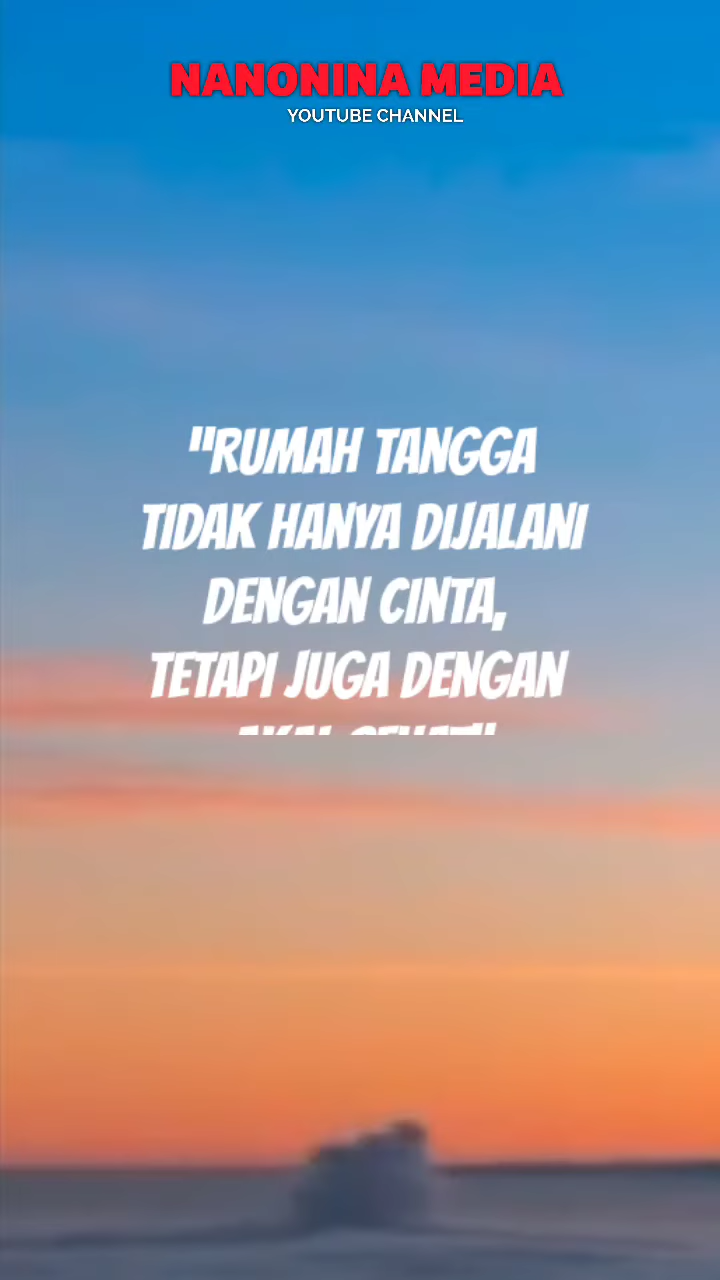 NANONINA MEDIA
YOUTUBE CHANNEL
"RUMAH TANGGA
TIDAK HANYA DIJALANI
DENGAN CINTA,
TETAPI JUGA DENGAN